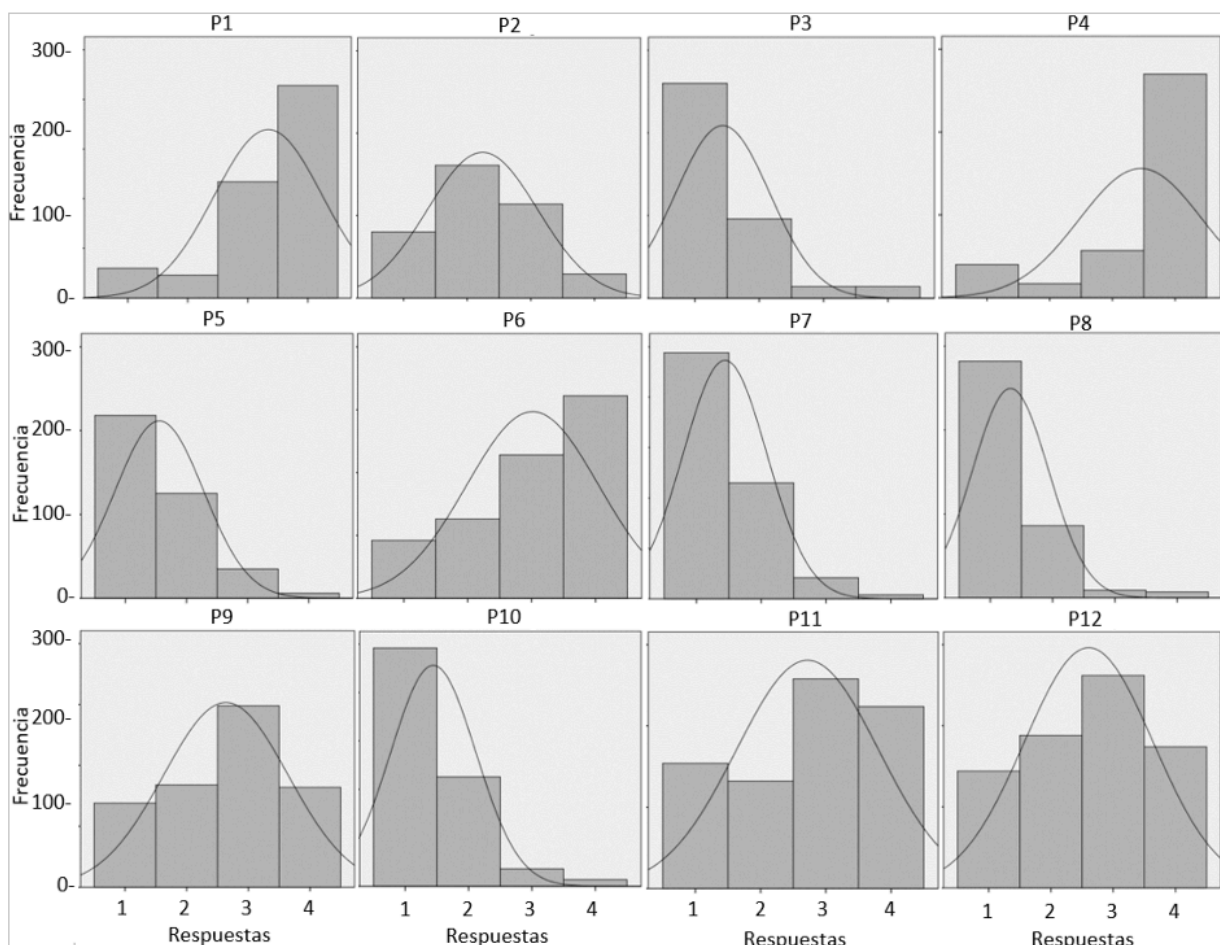 P1 P2 P3 P4
Frecuencia
300-
200-
100-
0-
P5 P6 P7 P8
Frecuencia
300-
200-
100-
0-
P9 P10 P11 P12
Frecuencia
300-
200-
100-
0-
1 2 3 4 1 2 3 4 1 2 3 4 1 2 3 4
Respuestas Respuestas Respuestas Respuestas